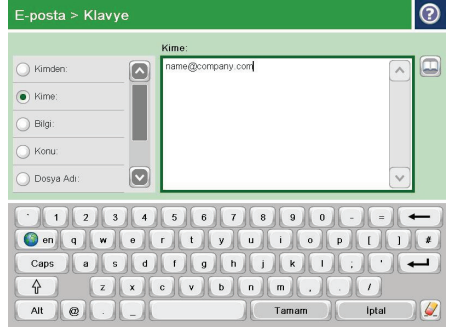 E-posta > Klavye
?
Kime:
Kimden:
name@company.com
Kime:
Bilgi:
Konu:
Dosya Adı:
` 1 2 3 4 5 6 7 8 9 0 - =
en q w e r t y u i o p [ ] #
Caps a s d f g h j k l ; '
z x c v b n m , . /
Alt @ . _ Tamam İptal